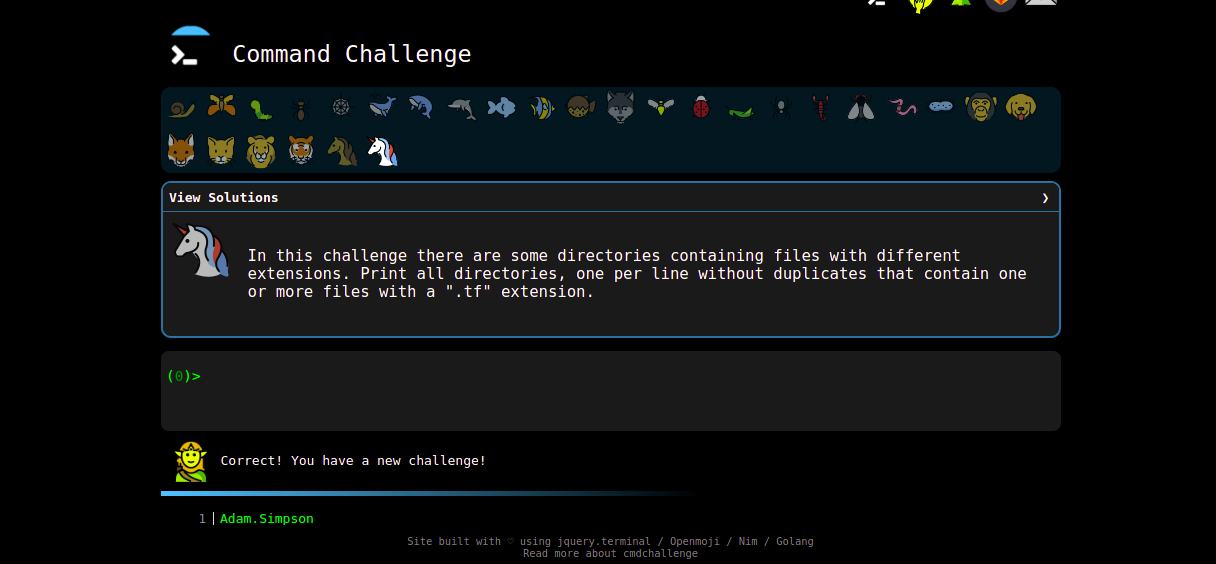 Command Challenge
View Solutions ❯
In this challenge there are some directories containing files with different
extensions. Print all directories, one per line without duplicates that contain one
or more files with a ".tf" extension.
(0)>
Correct! You have a new challenge!
1 Adam.Simpson
Site built with ♡ using jquery.terminal / Openmoji / Nim / Golang
Read more about cmdchallenge